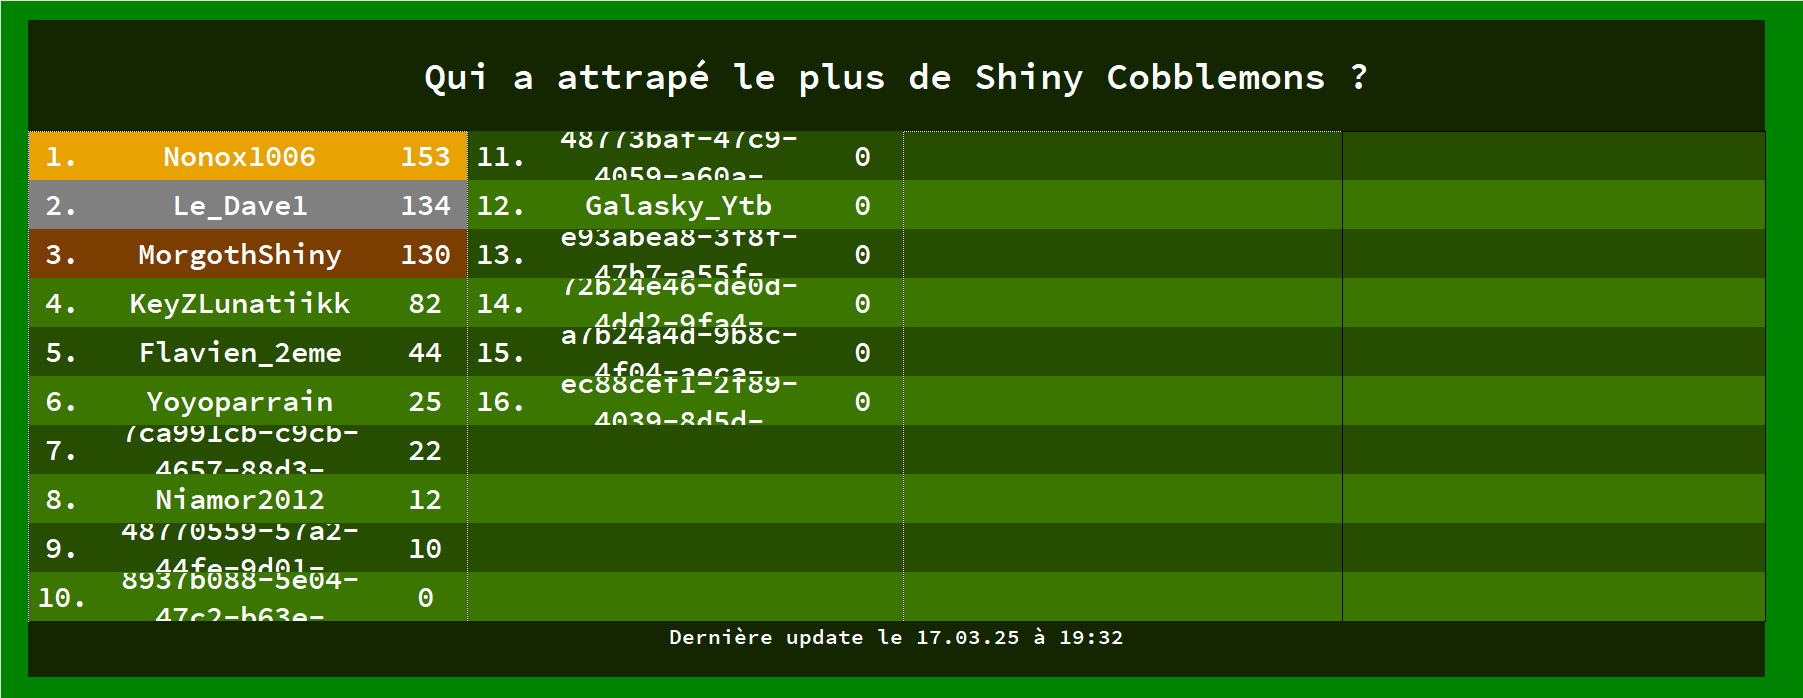 Qui a attrapé le plus de Shiny Cobblemons ?
1. Nonox1006 153
2. Le_Dave1 134
3. MorgothShiny 130
4. KeyZLunatiikk 82
5. Flavien_2eme 44
6. Yoyoparrain 25
7. 7ca991cb-c9cb- 22
4657-88d3-
8. Niamor2012 12
9. 48770559-57a2- 10
44fe-9d01-
10. 8937b088-5e04- 0
47c2-b63e-
11. 48773baf-47c9- 0
4059-a60a-
12. Galasky_Ytb 0
13. e93abea8-3f8f- 0
47b7-a55f-
14. 72b24e46-de0d- 0
4dd2-9fa4-
15. a7b24a4d-9b8c- 0
4f04-aeca-
16. ec88cef1-2f89- 0
4039-8d5d-
Dernière update le 17.03.25 à 19:32